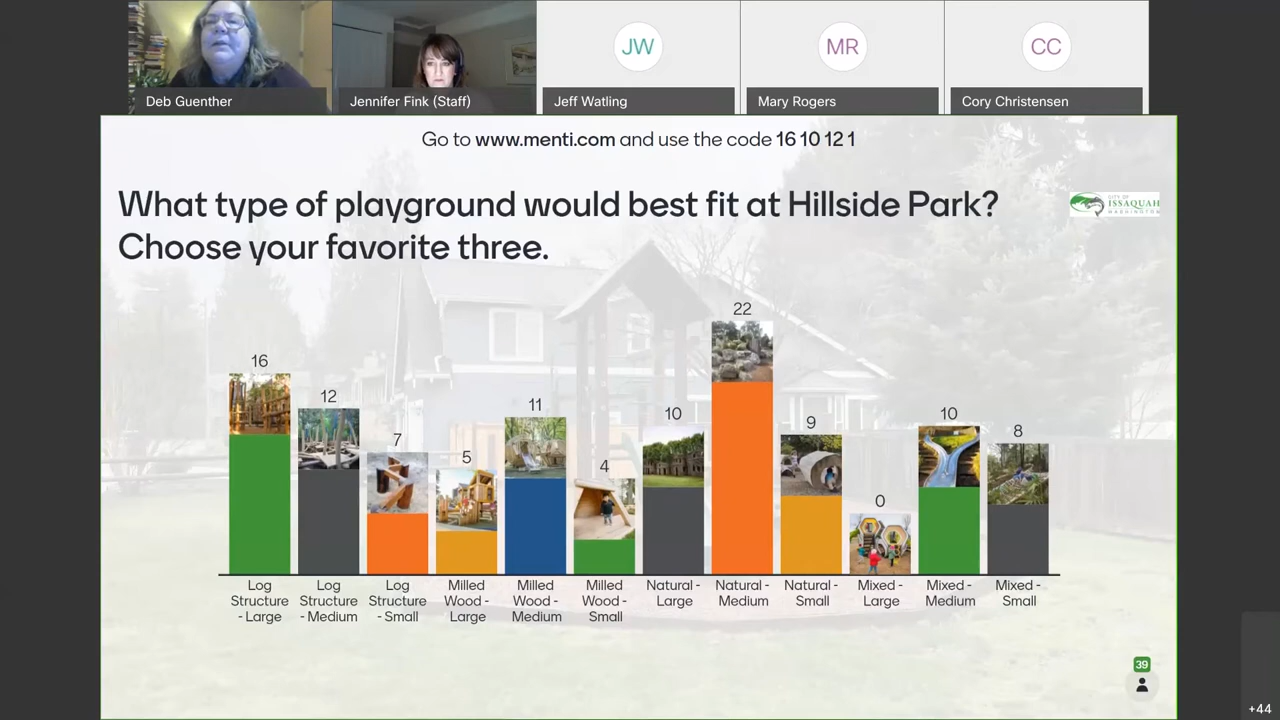 JW
MR
CC
Deb Guenther
Jennifer Fink (Staff)
Jeff Watling
Mary Rogers
Cory Christensen
Go to www.menti.com and use the code 16 10 12 1
What type of playground would best fit at Hillside Park?
Choose your favorite three.
CITY OF
ISSAQUAH
WASHINGTON
16
12
7
5
11
4
10
22
9
0
10
8
Log
Structure
- Large
Log
Structure
- Medium
Log
Structure
- Small
Milled
Wood -
Large
Milled
Wood -
Medium
Milled
Wood -
Small
Natural -
Large
Natural -
Medium
Natural -
Small
Mixed -
Large
Mixed -
Medium
Mixed -
Small
39
+44